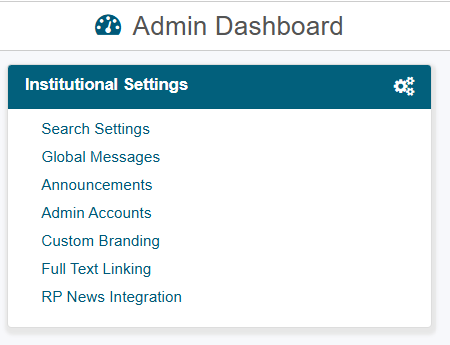 Admin Dashboard
Institutional Settings
Search Settings
Global Messages
Announcements
Admin Accounts
Custom Branding
Full Text Linking
RP News Integration